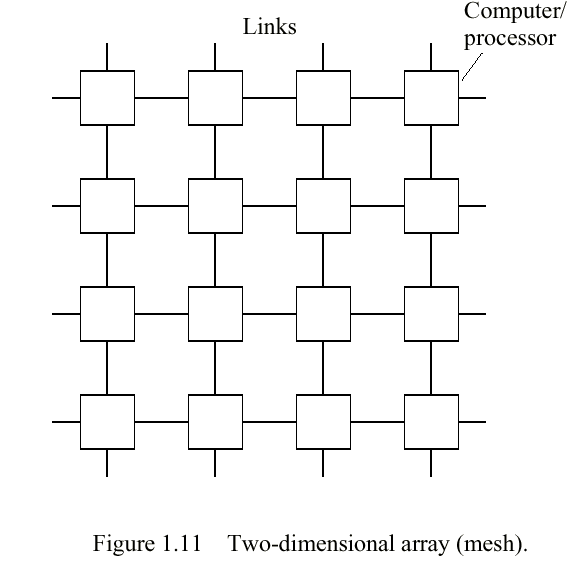 Links
Computer/
processor
Figure 1.11 Two-dimensional array (mesh).